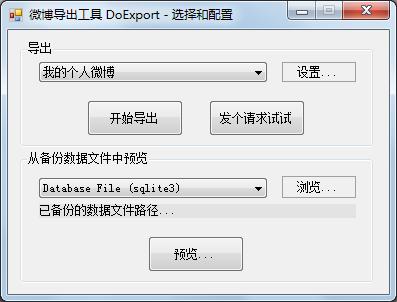 微博导出工具 DoExport - 选择和配置
导出
我的个人微博
设置...
开始导出
发个请求试试
从备份数据文件中预览
Database File (sqlite3)
浏览...
已备份的数据文件路径...
预览...